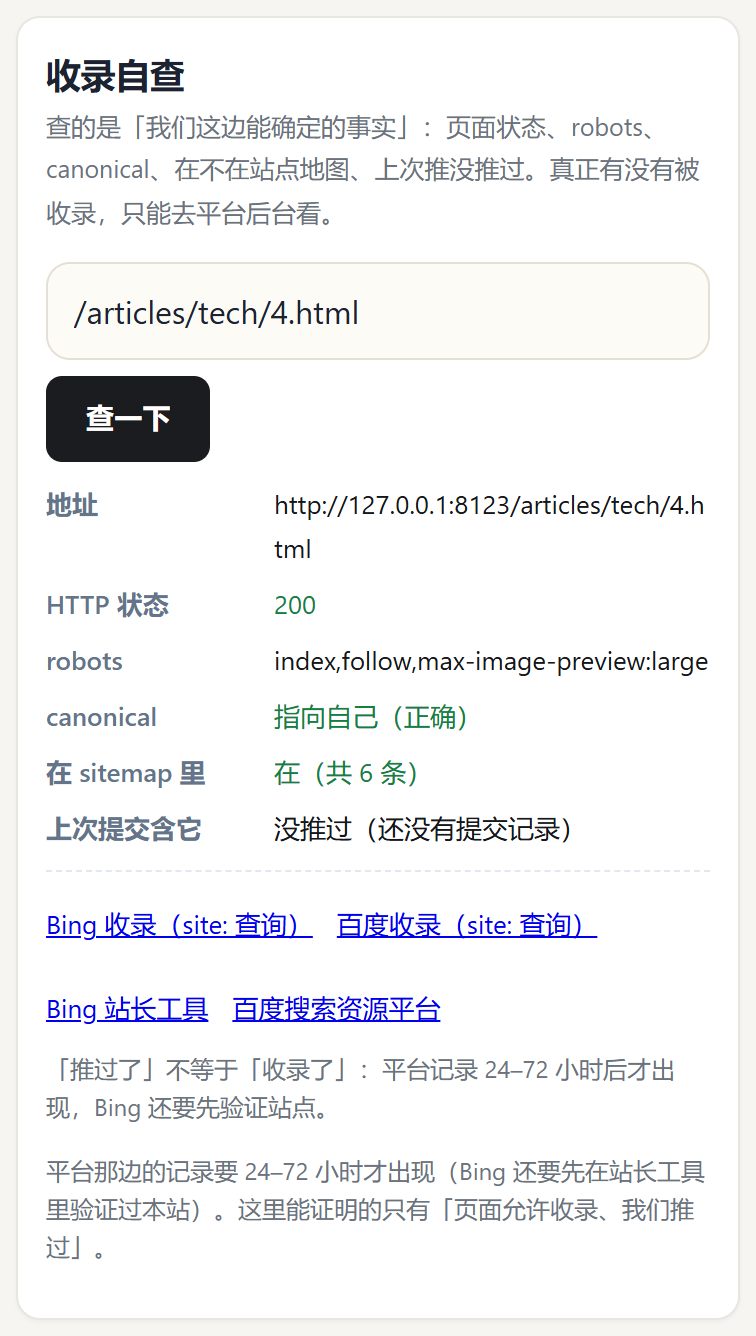 收录自查
查的是「我们这边能确定的事实」：页面状态、robots、
canonical、在不在站点地图、上次推没推过。真正有没有被
收录，只能去平台后台看。
/articles/tech/4.html
查一下
地址 http://127.0.0.1:8123/articles/tech/4.h
tml
HTTP 状态 200
robots index,follow,max-image-preview:large
canonical 指向自己（正确）
在 sitemap 里 在（共 6 条）
上次提交含它 没推过（还没有提交记录）
Bing 收录（site: 查询） 百度收录（site: 查询）
Bing 站长工具 百度搜索资源平台
「推过了」不等于「收录了」：平台记录 24–72 小时后才出
现，Bing 还要先验证站点。
平台那边的记录要 24–72 小时才出现（Bing 还要先在站长工具
里验证过本站）。这里能证明的只有「页面允许收录、我们推
过」。